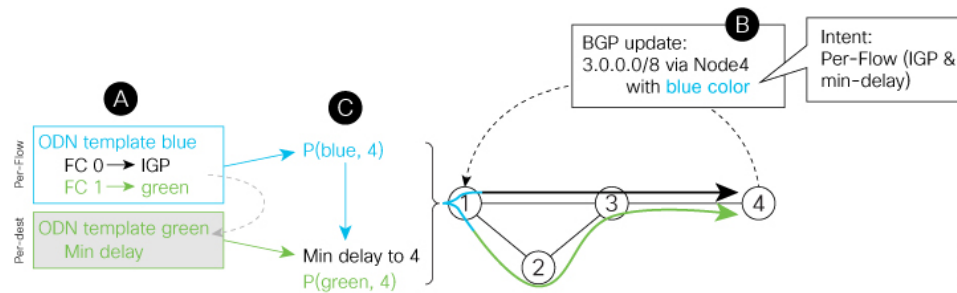 A
B
C
BGP update:
3.0.0.0/8 via Node4
with blue color
Intent:
Per-Flow (IGP &
min-delay)
Per-Flow
ODN template blue
FC 0 → IGP
FC 1 → green
Per-dest
ODN template green
Min delay
P(blue, 4)
Min delay to 4
P(green, 4)
1
3
4
2